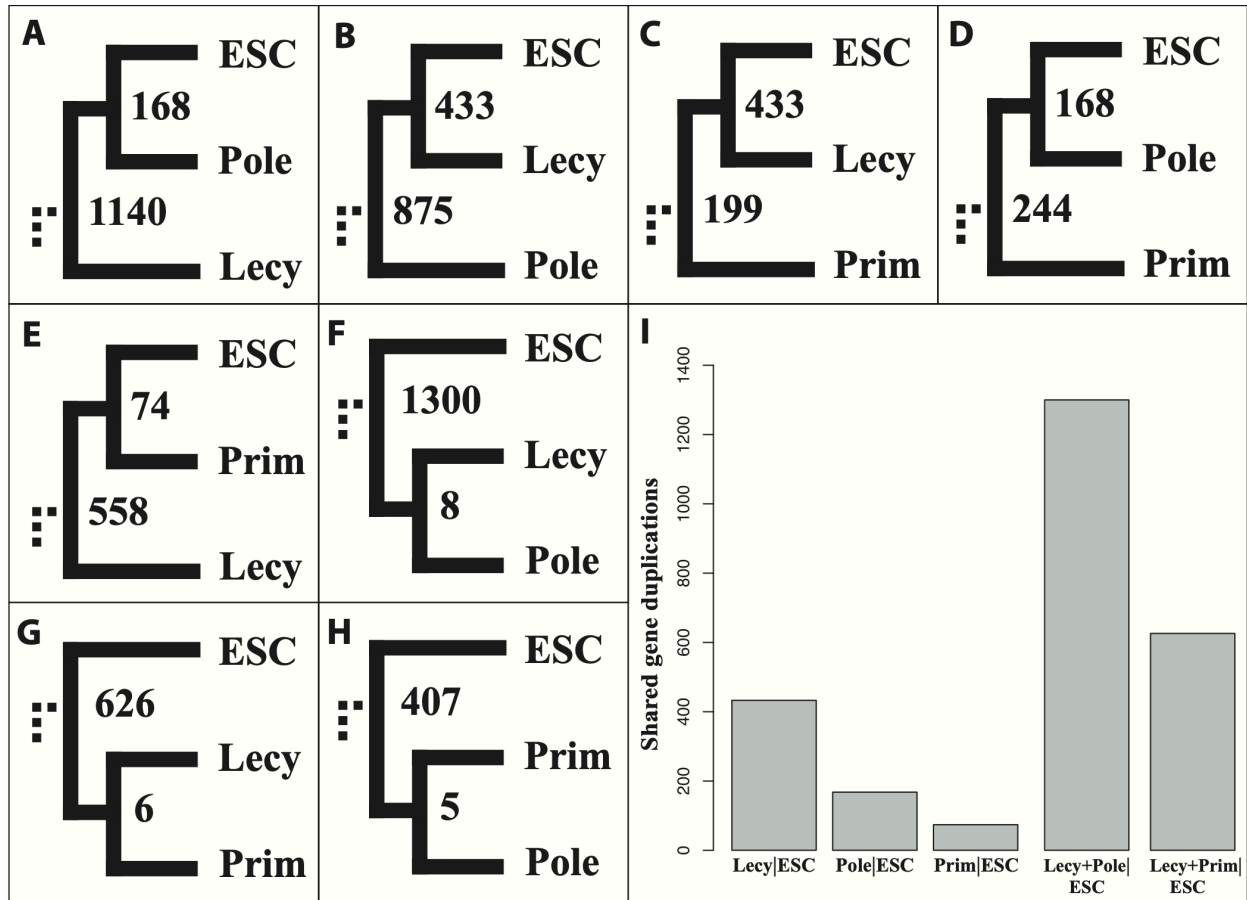 A
ESC
168
Pole
1140
Lecy
B
ESC
433
Lecy
875
Pole
C
ESC
433
Lecy
199
Prim
D
ESC
168
Pole
244
Prim
E
ESC
74
Prim
558
Lecy
F
ESC
1300
Lecy
8
Pole
G
ESC
626
Lecy
6
Prim
H
ESC
407
Prim
5
Pole
I
Shared gene duplications
1400
1200
1000
800
600
400
200
0
Lecy|ESC
Pole|ESC
Prim|ESC
Lecy+Pole|
ESC
Lecy+Prim|
ESC